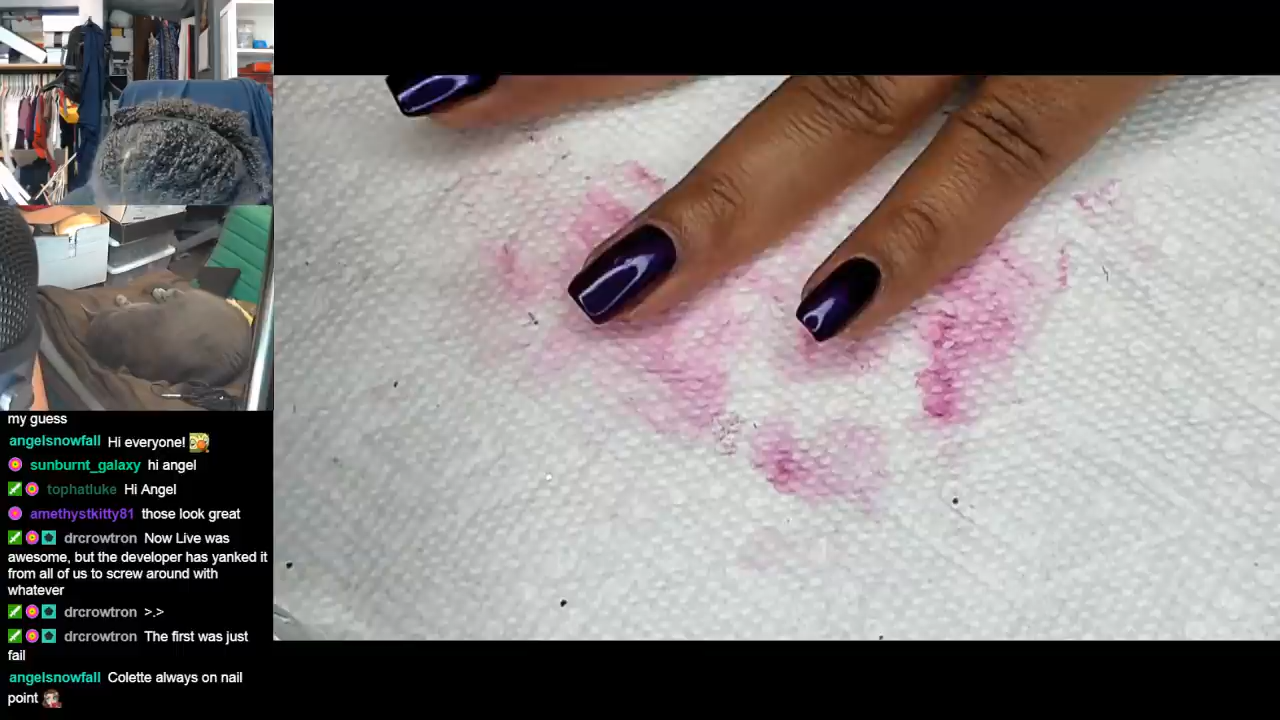 my guess
angelsnowfall Hi everyone!
sunburnt_galaxy hi angel
tophatluke Hi Angel
amethystkitty81 those look great
drcrowtron Now Live was
awesome, but the developer has yanked it
from all of us to screw around with
whatever
drcrowtron >.>
drcrowtron The first was just
fail
angelsnowfall Colette always on nail
point